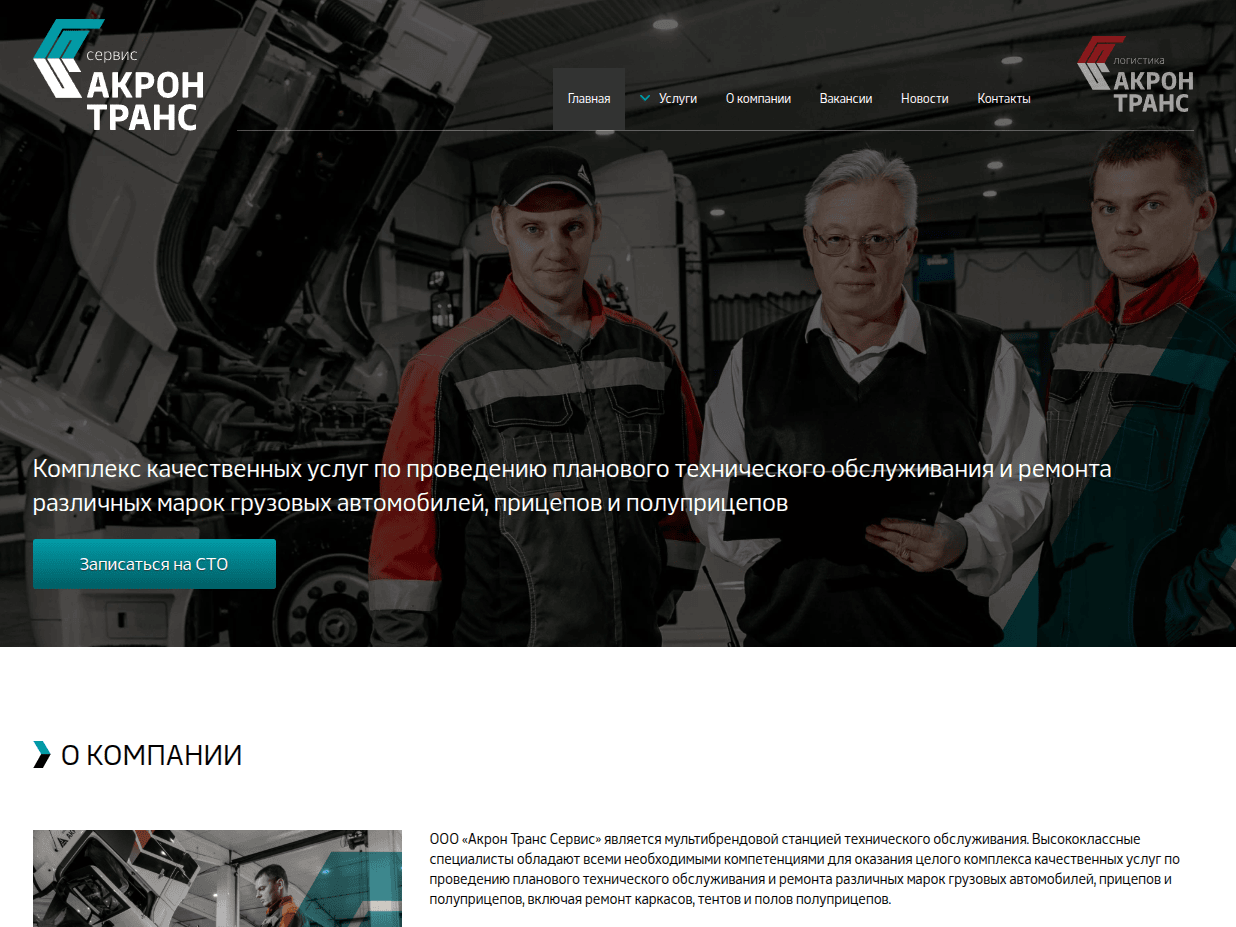 сервис
АКРОН
ТРАНС
Главная
Услуги
О компании
Вакансии
Новости
Контакты
логистика
АКРОН
ТРАНС
Комплекс качественных услуг по проведению планового технического обслуживания и ремонта
различных марок грузовых автомобилей, прицепов и полуприцепов
Записаться на СТО
О КОМПАНИИ
ООО «Акрон Транс Сервис» является мультибрендовой станцией технического обслуживания. Высококлассные
специалисты обладают всеми необходимыми компетенциями для оказания целого комплекса качественных услуг по
проведению планового технического обслуживания и ремонта различных марок грузовых автомобилей, прицепов и
полуприцепов, включая ремонт каркасов, тентов и полов полуприцепов.